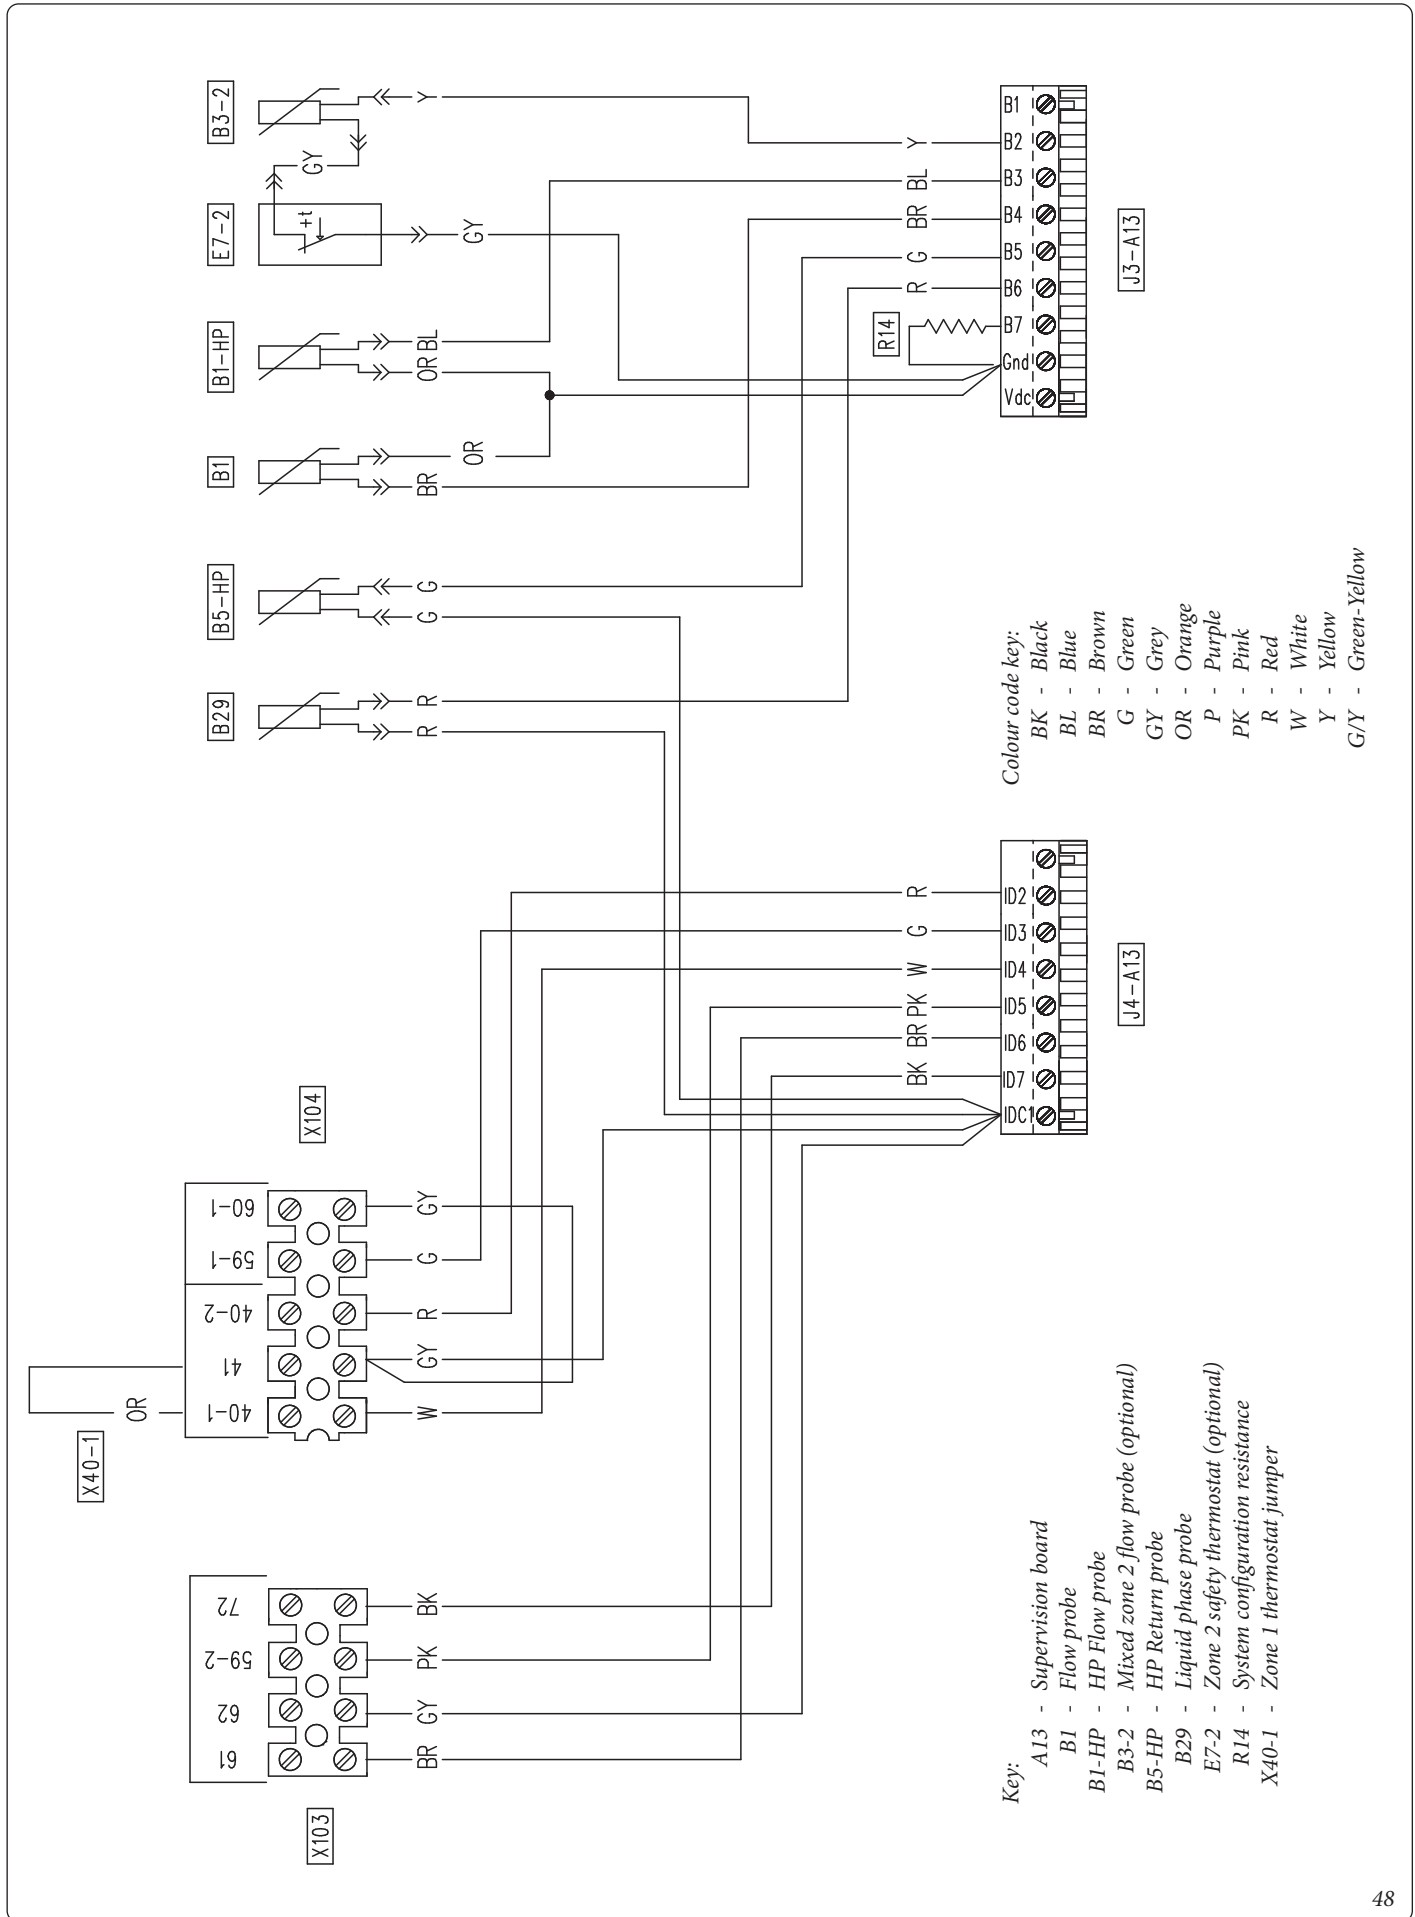 B3-2
Y
GY
E7-2
+t
GY
B1-HP
BL
OR
B1
OR
BR
B5-HP
G
G
B29
R
R
Y
BL
BR
G
R
R14
B1
B2
B3
B4
B5
B6
B7
Gnd
Vdc
J3-A13
Colour code key:
BK - Black
BL - Blue
BR - Brown
G - Green
GY - Grey
OR - Orange
P - Purple
PK - Pink
R - Red
W - White
Y - Yellow
G/Y - Green-Yellow
R
G
W
PK
BR
BK
ID2
ID3
ID4
ID5
ID6
ID7
IDC1
J4-A13
X104
60-1
59-1
40-2
41
40-1
GY
G
R
GY
W
OR
X40-1
72
59-2
62
61
BK
PK
GY
BR
X103
Key:
A13 - Supervision board
B1 - Flow probe
B1-HP - HP Flow probe
B3-2 - Mixed zone 2 flow probe (optional)
B5-HP - HP Return probe
B29 - Liquid phase probe
E7-2 - Zone 2 safety thermostat (optional)
R14 - System configuration resistance
X40-1 - Zone 1 thermostat jumper
48